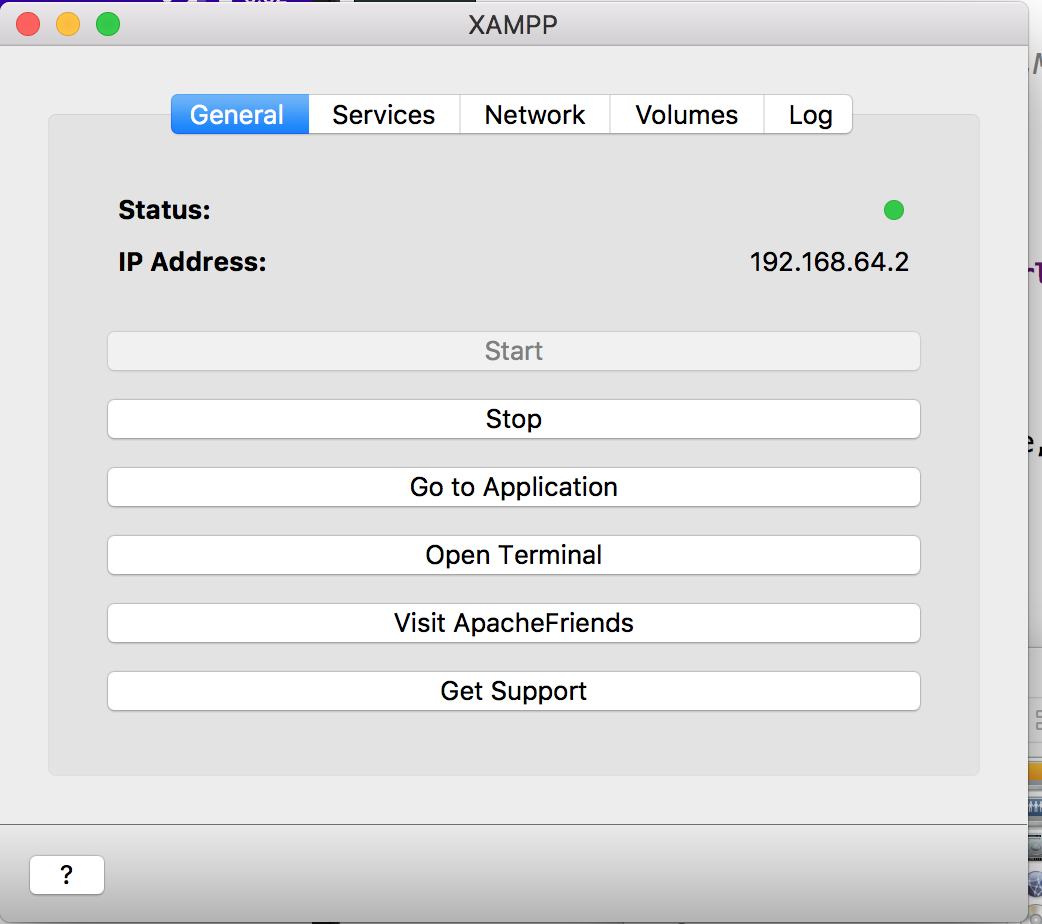 XAMPP
General Services Network Volumes Log
Status:
IP Address: 192.168.64.2
Start
Stop
Go to Application
Open Terminal
Visit ApacheFriends
Get Support
?